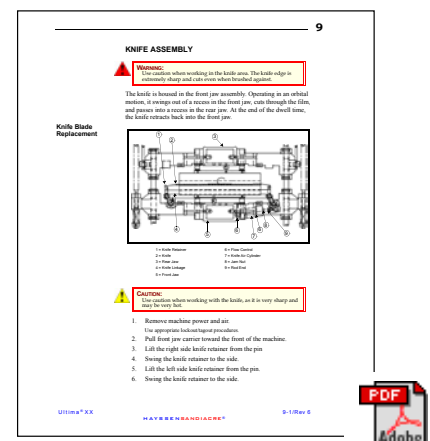 9
KNIFE ASSEMBLY
WARNING:
Use caution when working in the knife area. The knife edge is
extremely sharp and cuts even when brushed against.
The knife is housed in the front jaw assembly. Operating in an orbital
motion, it swings out of a recess in the front jaw, cuts through the film,
and passes into a recess in the rear jaw. At the end of the dwell time,
the knife retracts back into the front jaw.
Knife Blade
Replacement
1 = Knife Retainer
2 = Knife
3 = Rear Jaw
4 = Knife Linkage
5 = Front Jaw
6 = Flow Control
7 = Knife Air Cylinder
8 = Jam Nut
9 = Rod End
CAUTION:
Use caution when working with the knife, as it is very sharp and
may be very hot.
1. Remove machine power and air.
Use appropriate lockout/tagout procedures.
2. Pull front jaw carrier toward the front of the machine.
3. Lift the right side knife retainer from the pin
4. Swing the knife retainer to the side.
5. Lift the left side knife retainer from the pin.
6. Swing the knife retainer to the side.
Ultima® XX
HAYSSENSANDIACRE®
9-1/Rev 6
PDF
Adobe